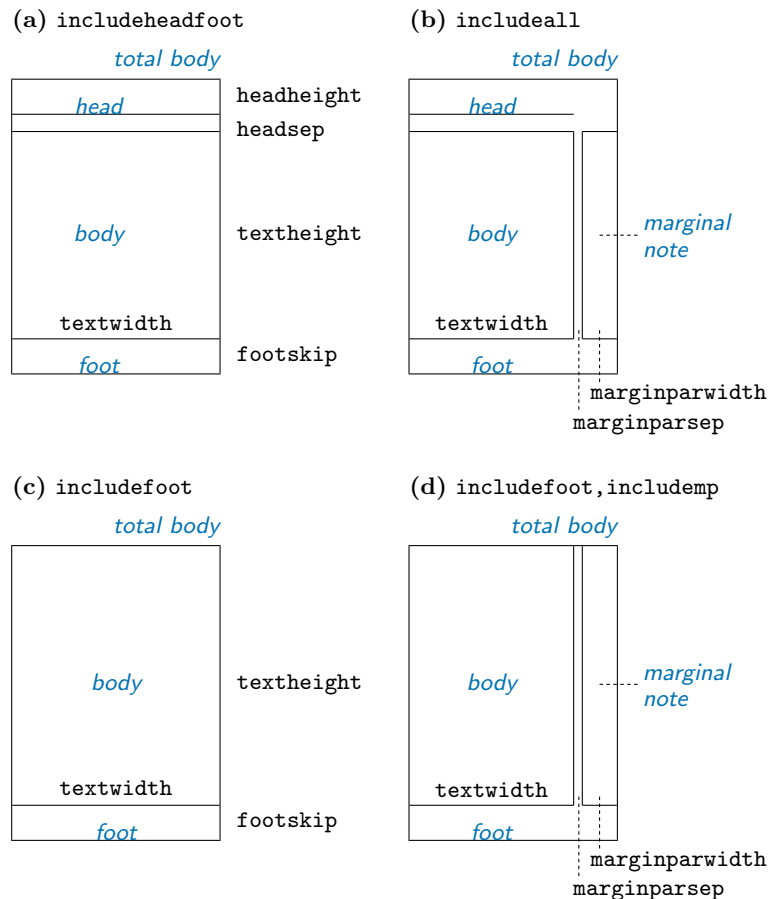 (a) includeheadfoot
total body
head
headheight
headsep
body
textheight
textwidth
foot
footskip
(b) includeall
total body
head
body
marginal
note
textwidth
foot
marginparwidth
marginparsep
(c) includefoot
total body
body
textheight
textwidth
foot
footskip
(d) includefoot,includemp
total body
body
marginal
note
textwidth
foot
marginparwidth
marginparsep